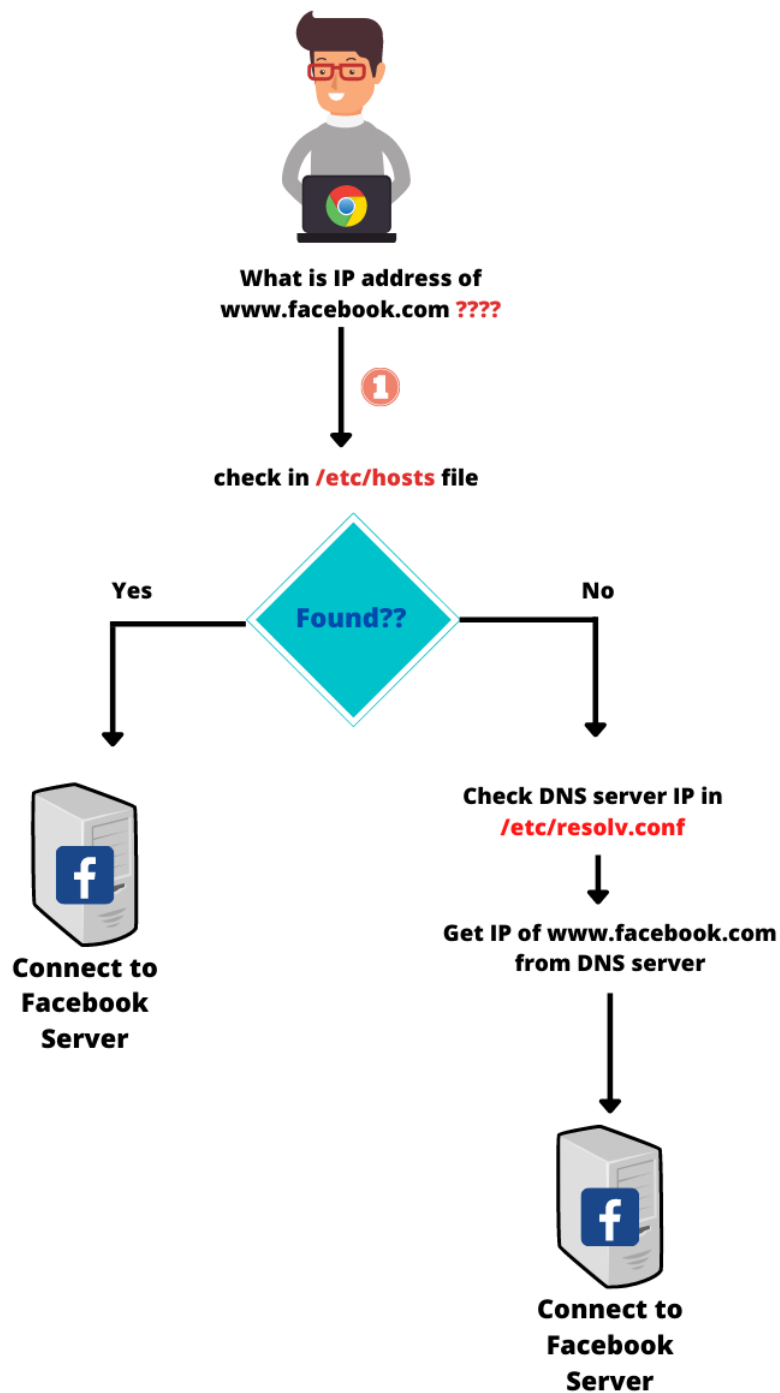 What is IP address of
www.facebook.com ????
1
check in /etc/hosts file
Yes
No
Found??
Check DNS server IP in
/etc/resolv.conf
Get IP of www.facebook.com
from DNS server
f
Connect to
Facebook
Server
f
Connect to
Facebook
Server